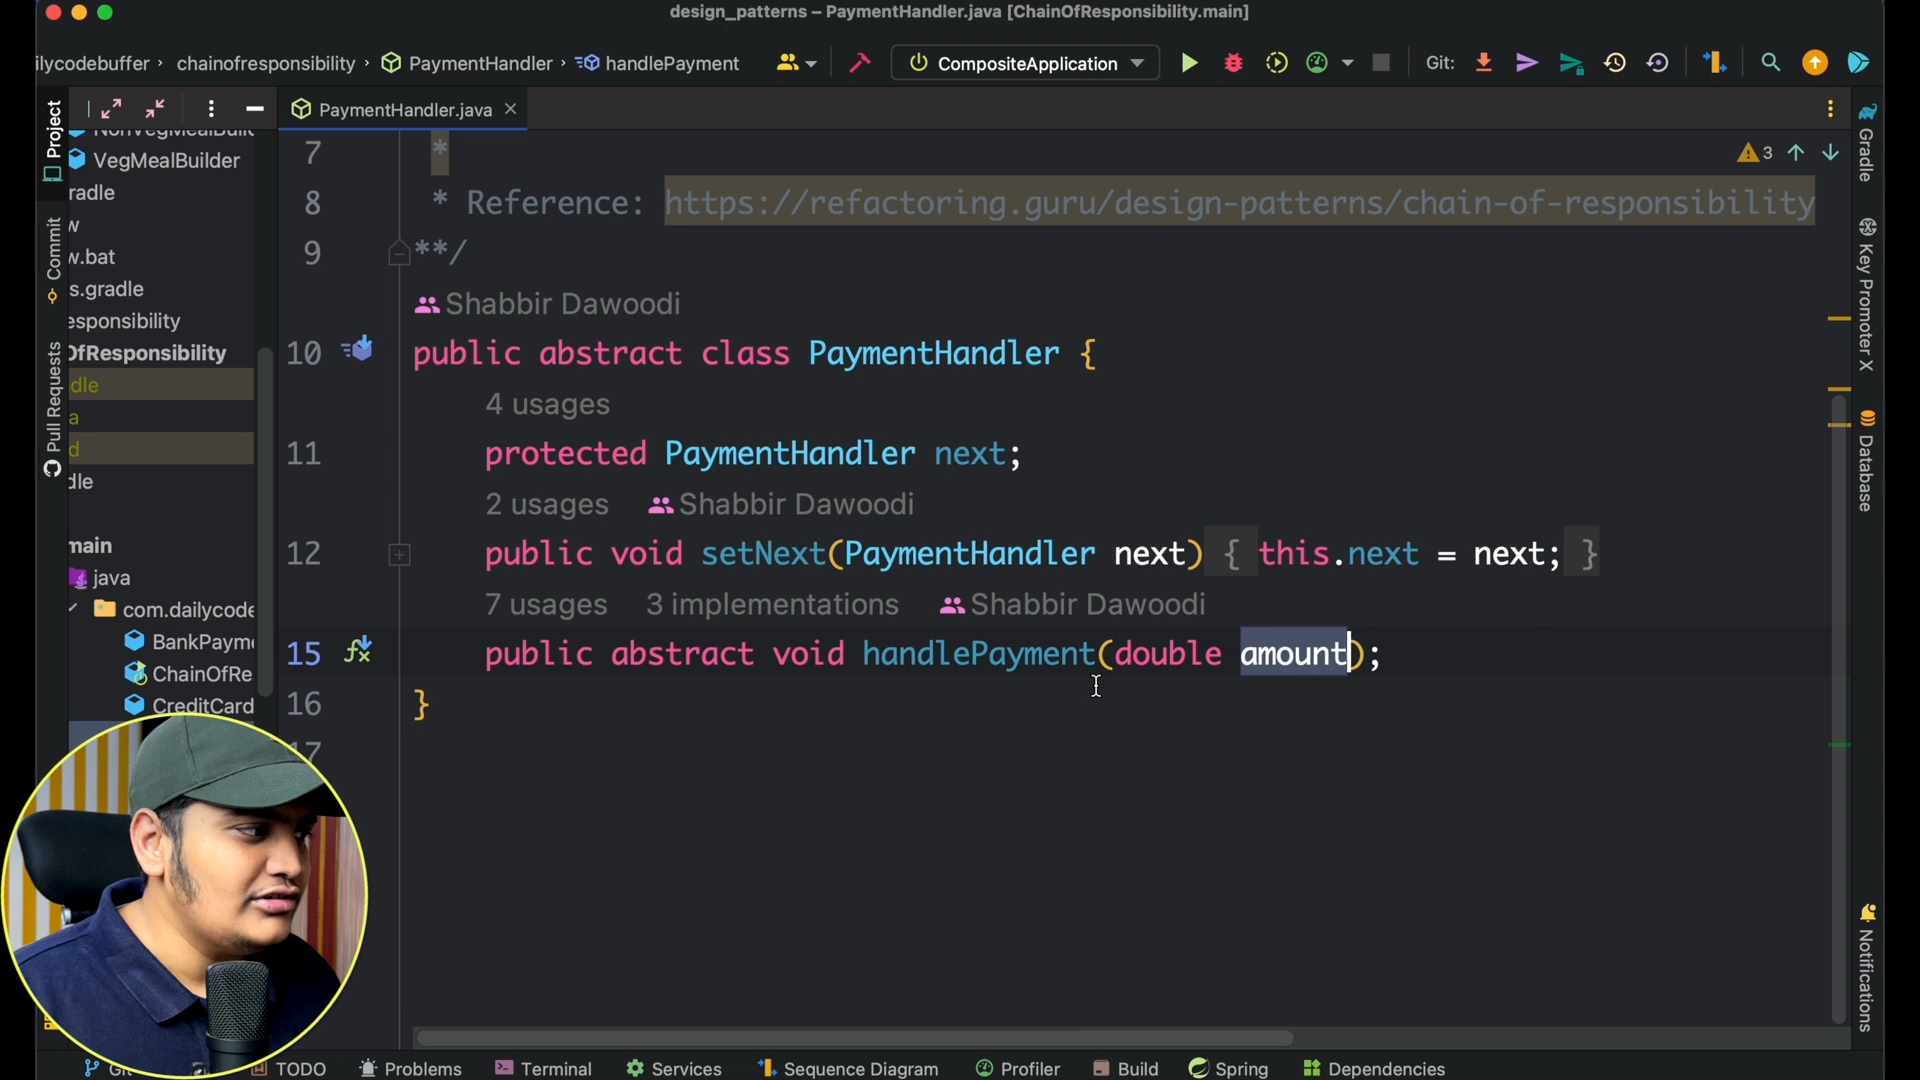 design_patterns – PaymentHandler.java [ChainOfResponsibility.main]
ilycodebuffer › chainofresponsibility › PaymentHandler › handlePayment
CompositeApplication
Git:
Project
Commit
Pull Requests
NonVegMealBuil
VegMealBuilder
radle
w
w.bat
s.gradle
esponsibility
OfResponsibility
dle
a
d
dle
main
java
com.dailycode
BankPaym
ChainOfRe
CreditCard
PaymentHandler.java
3
7 *
8 * Reference: https://refactoring.guru/design-patterns/chain-of-responsibility
9 **/
Shabbir Dawoodi
10 public abstract class PaymentHandler {
4 usages
11 protected PaymentHandler next;
2 usages Shabbir Dawoodi
12 public void setNext(PaymentHandler next) { this.next = next; }
7 usages 3 implementations Shabbir Dawoodi
15 public abstract void handlePayment(double amount);
16 }
17
Gradle
Key Promoter X
Database
Notifications
Git
TODO
Problems
Terminal
Services
Sequence Diagram
Profiler
Build
Spring
Dependencies